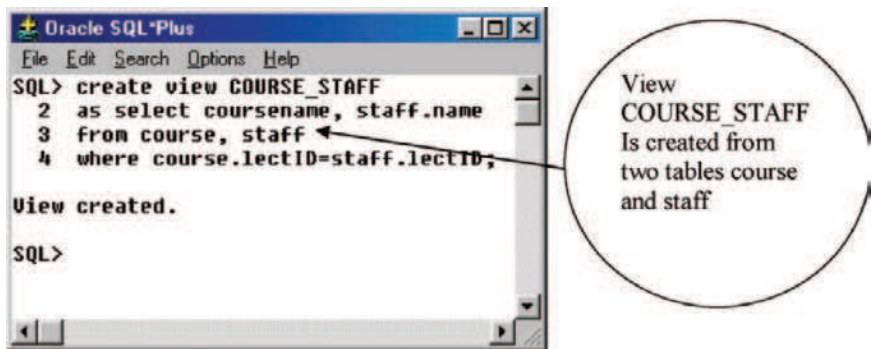 Oracle SQL*Plus
File Edit Search Options Help
SQL> create view COURSE_STAFF
2 as select coursename, staff.name
3 from course, staff
4 where course.lectID=staff.lectID;
View created.
SQL>
View
COURSE_STAFF
Is created from
two tables course
and staff